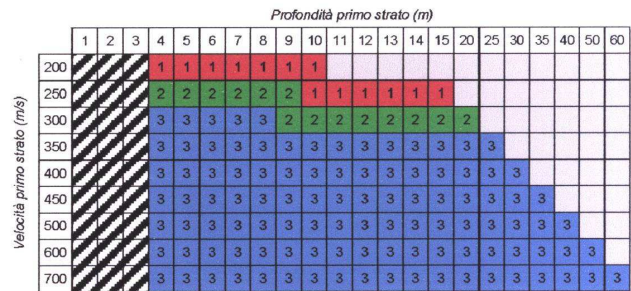 Profondità primo strato (m)
1 2 3 4 5 6 7 8 9 10 11 12 13 14 15 20 25 30 35 40 50 60
Velocità primo strato (m/s)
200 1 1 1 1 1 1 1
250 2 2 2 2 2 2 1 1 1 1 1 1
300 3 3 3 3 3 2 2 2 2 2 2 2 2
350 3 3 3 3 3 3 3 3 3 3 3 3 3 3
400 3 3 3 3 3 3 3 3 3 3 3 3 3 3 3
450 3 3 3 3 3 3 3 3 3 3 3 3 3 3 3 3
500 3 3 3 3 3 3 3 3 3 3 3 3 3 3 3 3 3
600 3 3 3 3 3 3 3 3 3 3 3 3 3 3 3 3 3 3
700 3 3 3 3 3 3 3 3 3 3 3 3 3 3 3 3 3 3 3